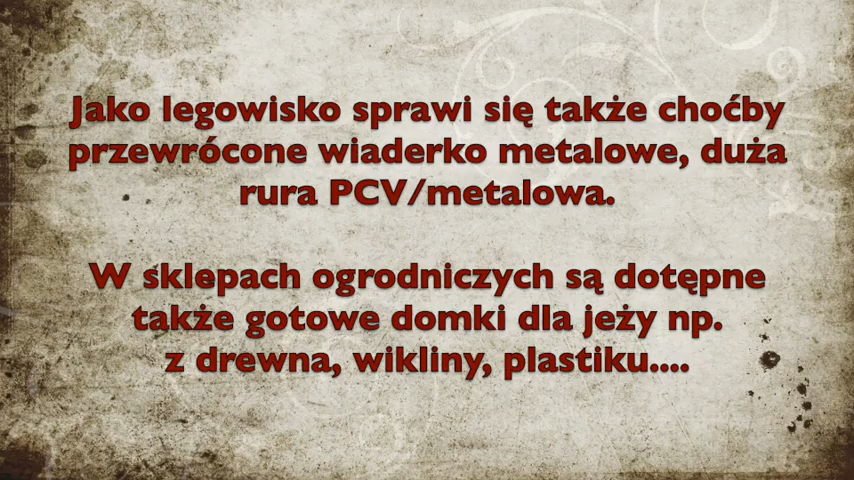 Jako legowisko sprawi się także choćby
przewrócone wiaderko metalowe, duża
rura PCV/metalowa.
W sklepach ogrodniczych są dotępne
także gotowe domki dla jeży np.
z drewna, wikliny, plastiku....